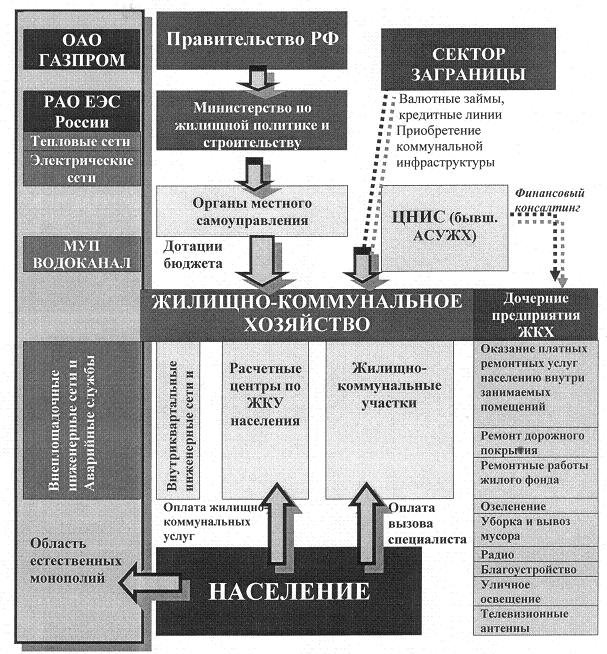 ОАО
ГАЗПРОМ
РАО ЕЭС
России
Тепловые сети
Электрические
сети
МУП
ВОДОКАНАЛ
Внеплощадочные
инженерные сети и
Аварийные службы
Область
естественных
монополий
Правительство РФ
Министерство по
жилищной политике и
строительству
Органы местного
самоуправления
Дотации
бюджета
СЕКТОР
ЗАГРАНИЦЫ
Валютные займы,
кредитные линии
Приобретение
коммунальной
инфраструктуры
ЦНИС (бывш.
АСУЖХ)
Финансовый
консалтинг
ЖИЛИЩНО-КОММУНАЛЬНОЕ
ХОЗЯЙСТВО
Внутриквартальные
инженерные сети
Расчетные
центры по
ЖКУ
населения
Жилищно-
коммунальные
участки
Оплата жилищно-
коммунальных
услуг
Оплата
вызова
специалиста
НАСЕЛЕНИЕ
Дочерние
предприятия
ЖКХ
Оказание платных
ремонтных услуг
населению внутри
занимаемых
помещений
Ремонт дорожного
покрытия
Ремонтные работы
жилого фонда
Озеленение
Уборка и вывоз
мусора
Радио
Благоустройство
Уличное
освещение
Телевизионные
антенны